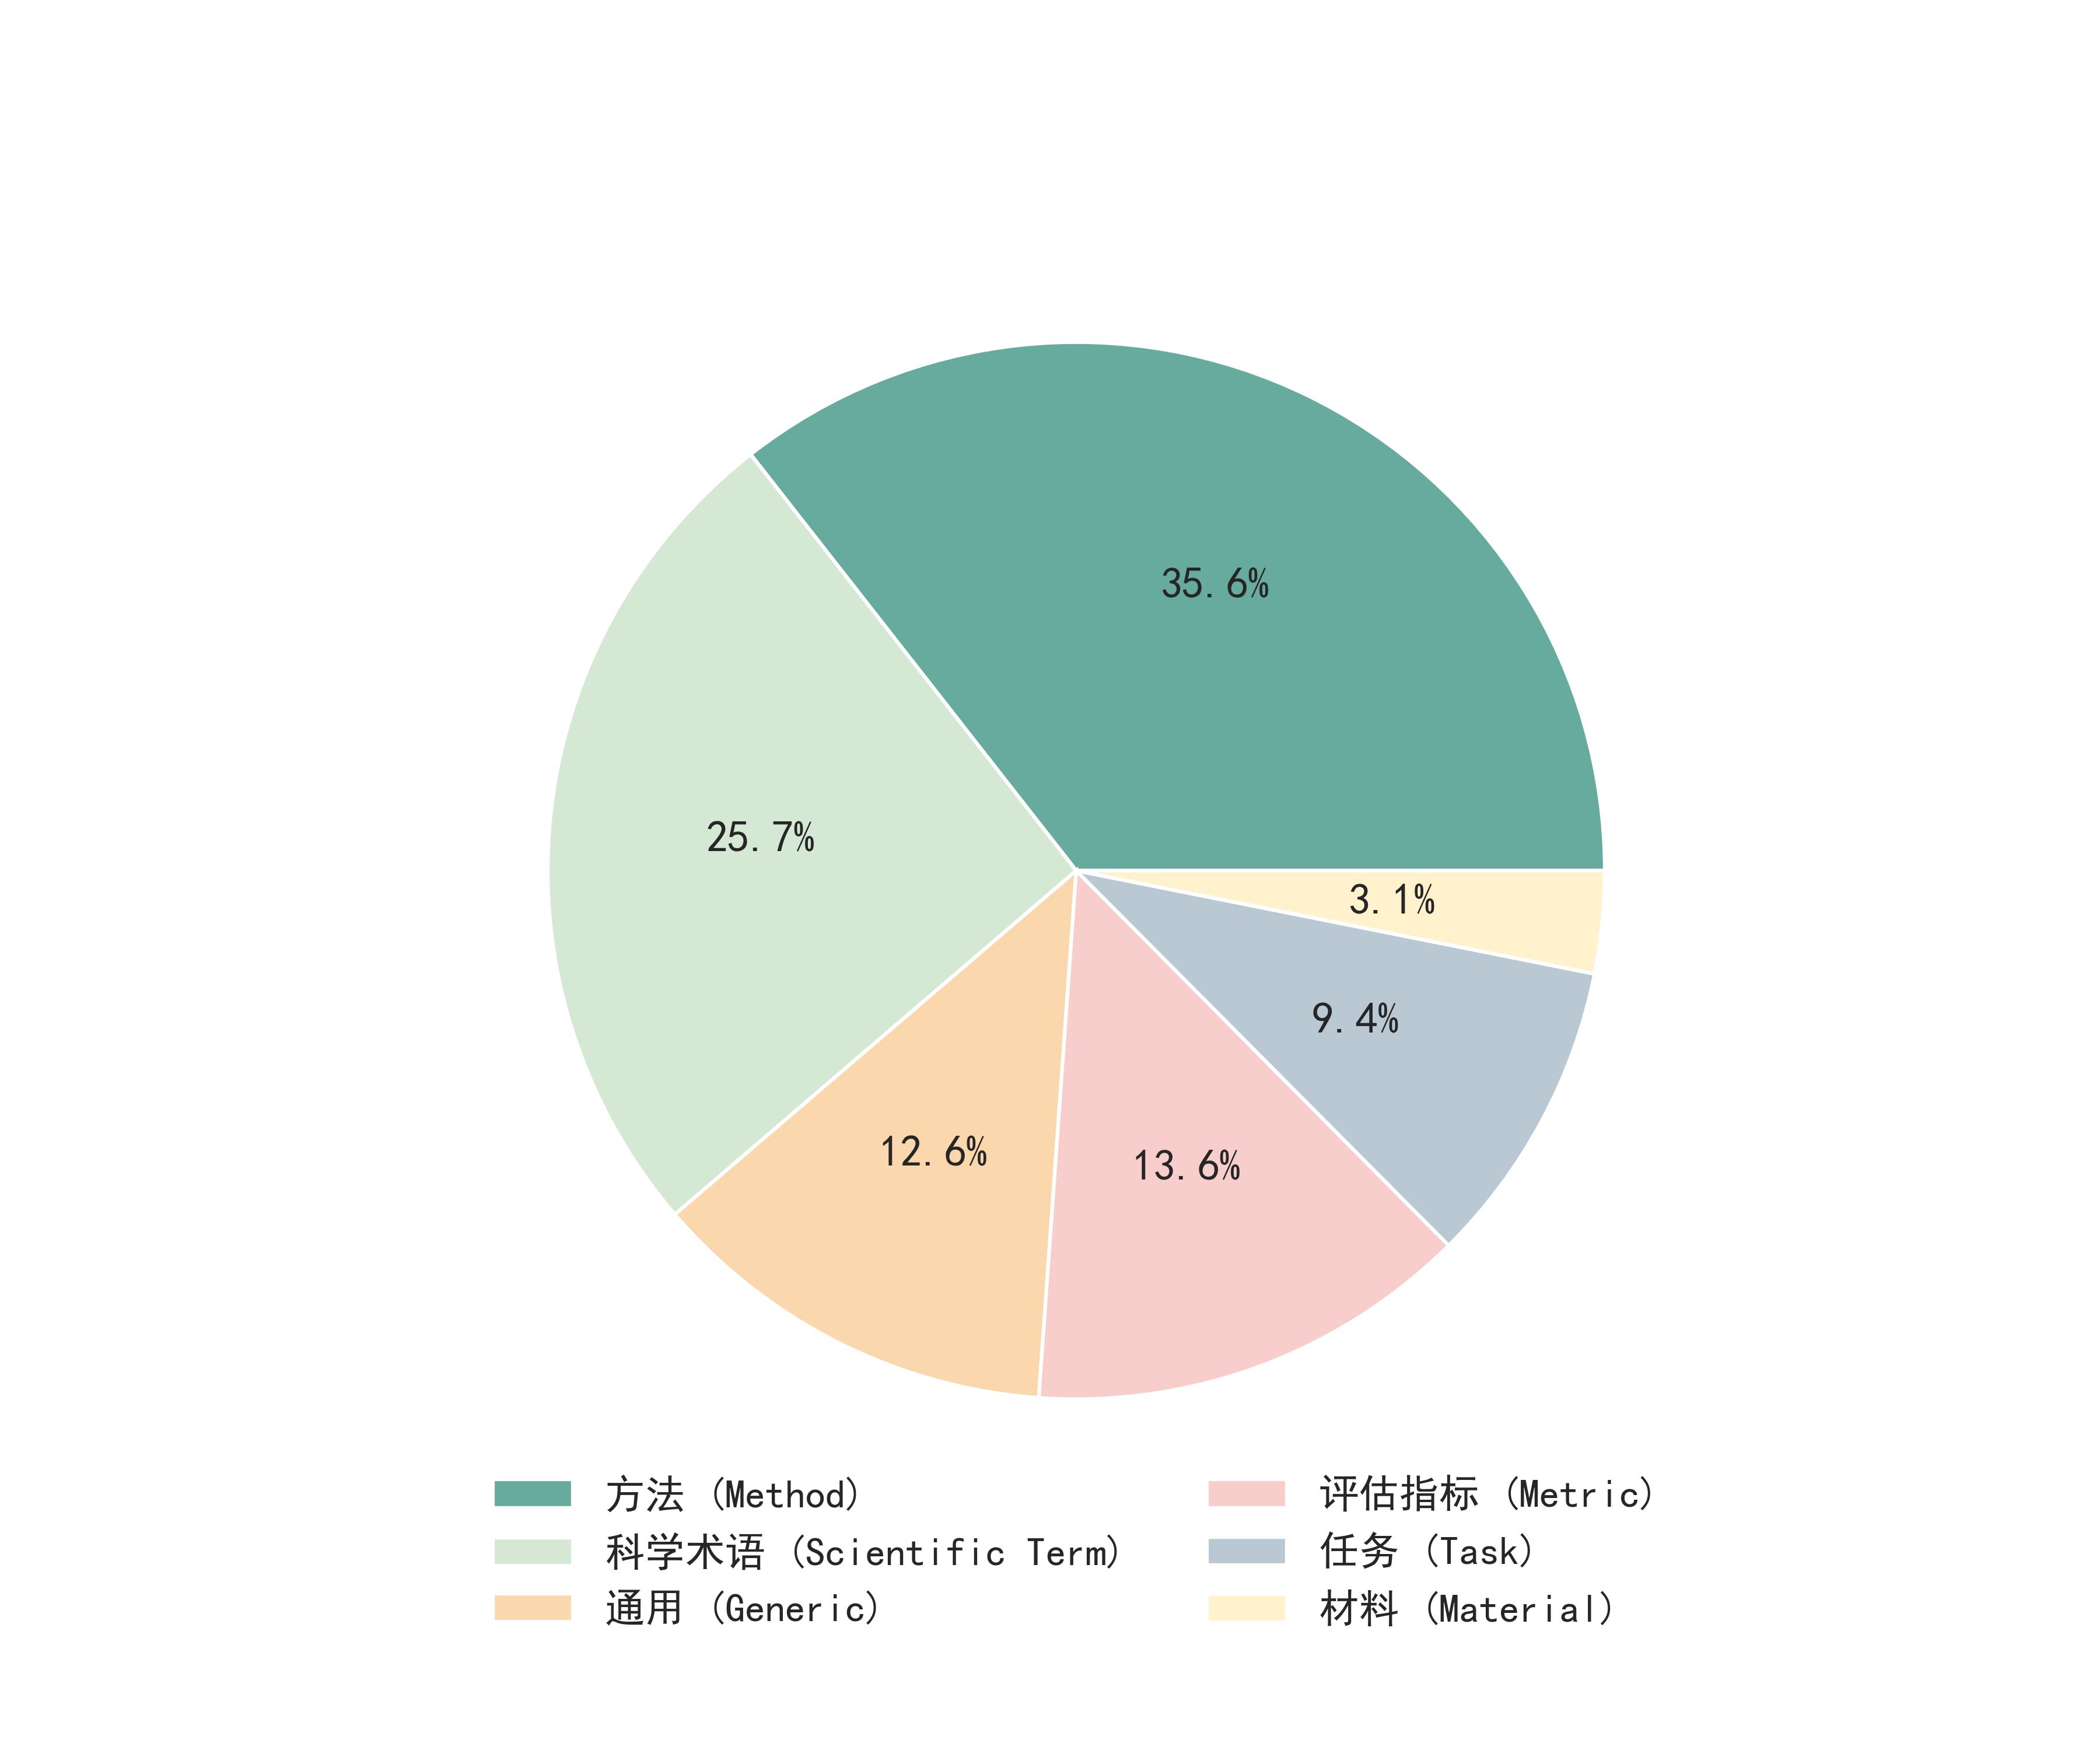 35.6%
25.7%
3.1%
9.4%
12.6%
13.6%
方法 (Method)
科学术语 (Scientific Term)
通用 (Generic)
评估指标 (Metric)
任务 (Task)
材料 (Material)